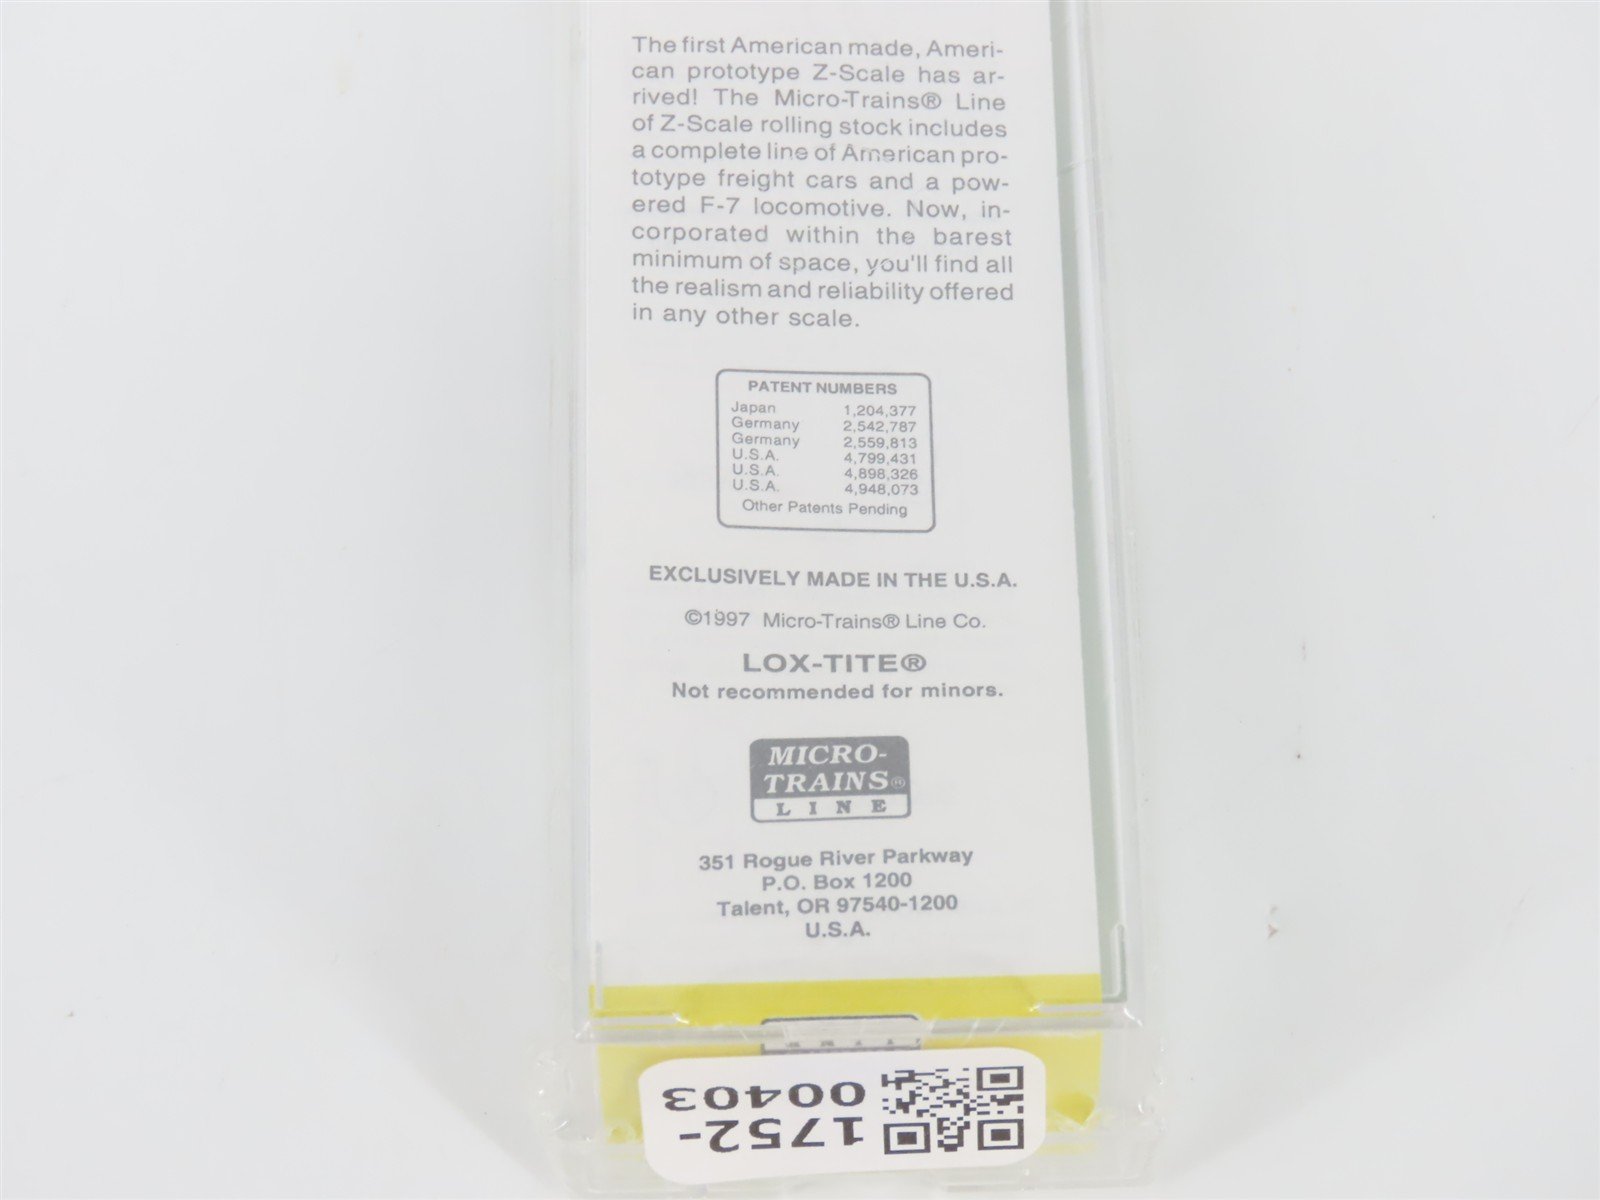 The first American made, Ameri-
can prototype Z-Scale has ar-
rived! The Micro-Trains® Line
of Z-Scale rolling stock includes
a complete line of American pro-
totype freight cars and a pow-
ered F-7 locomotive. Now, in-
corporated within the barest
minimum of space, you'll find all
the realism and reliability offered
in any other scale.
PATENT NUMBERS
Japan 1,204,377
Germany 2,542,787
Germany 2,559,813
U.S.A. 4,799,431
U.S.A. 4,898,326
U.S.A. 4,948,073
Other Patents Pending
EXCLUSIVELY MADE IN THE U.S.A.
©1997 Micro-Trains® Line Co.
LOX-TITE®
Not recommended for minors.
MICRO-
TRAINS®
LINE
351 Rogue River Parkway
P.O. Box 1200
Talent, OR 97540-1200
U.S.A.
LINE
1752-
00403